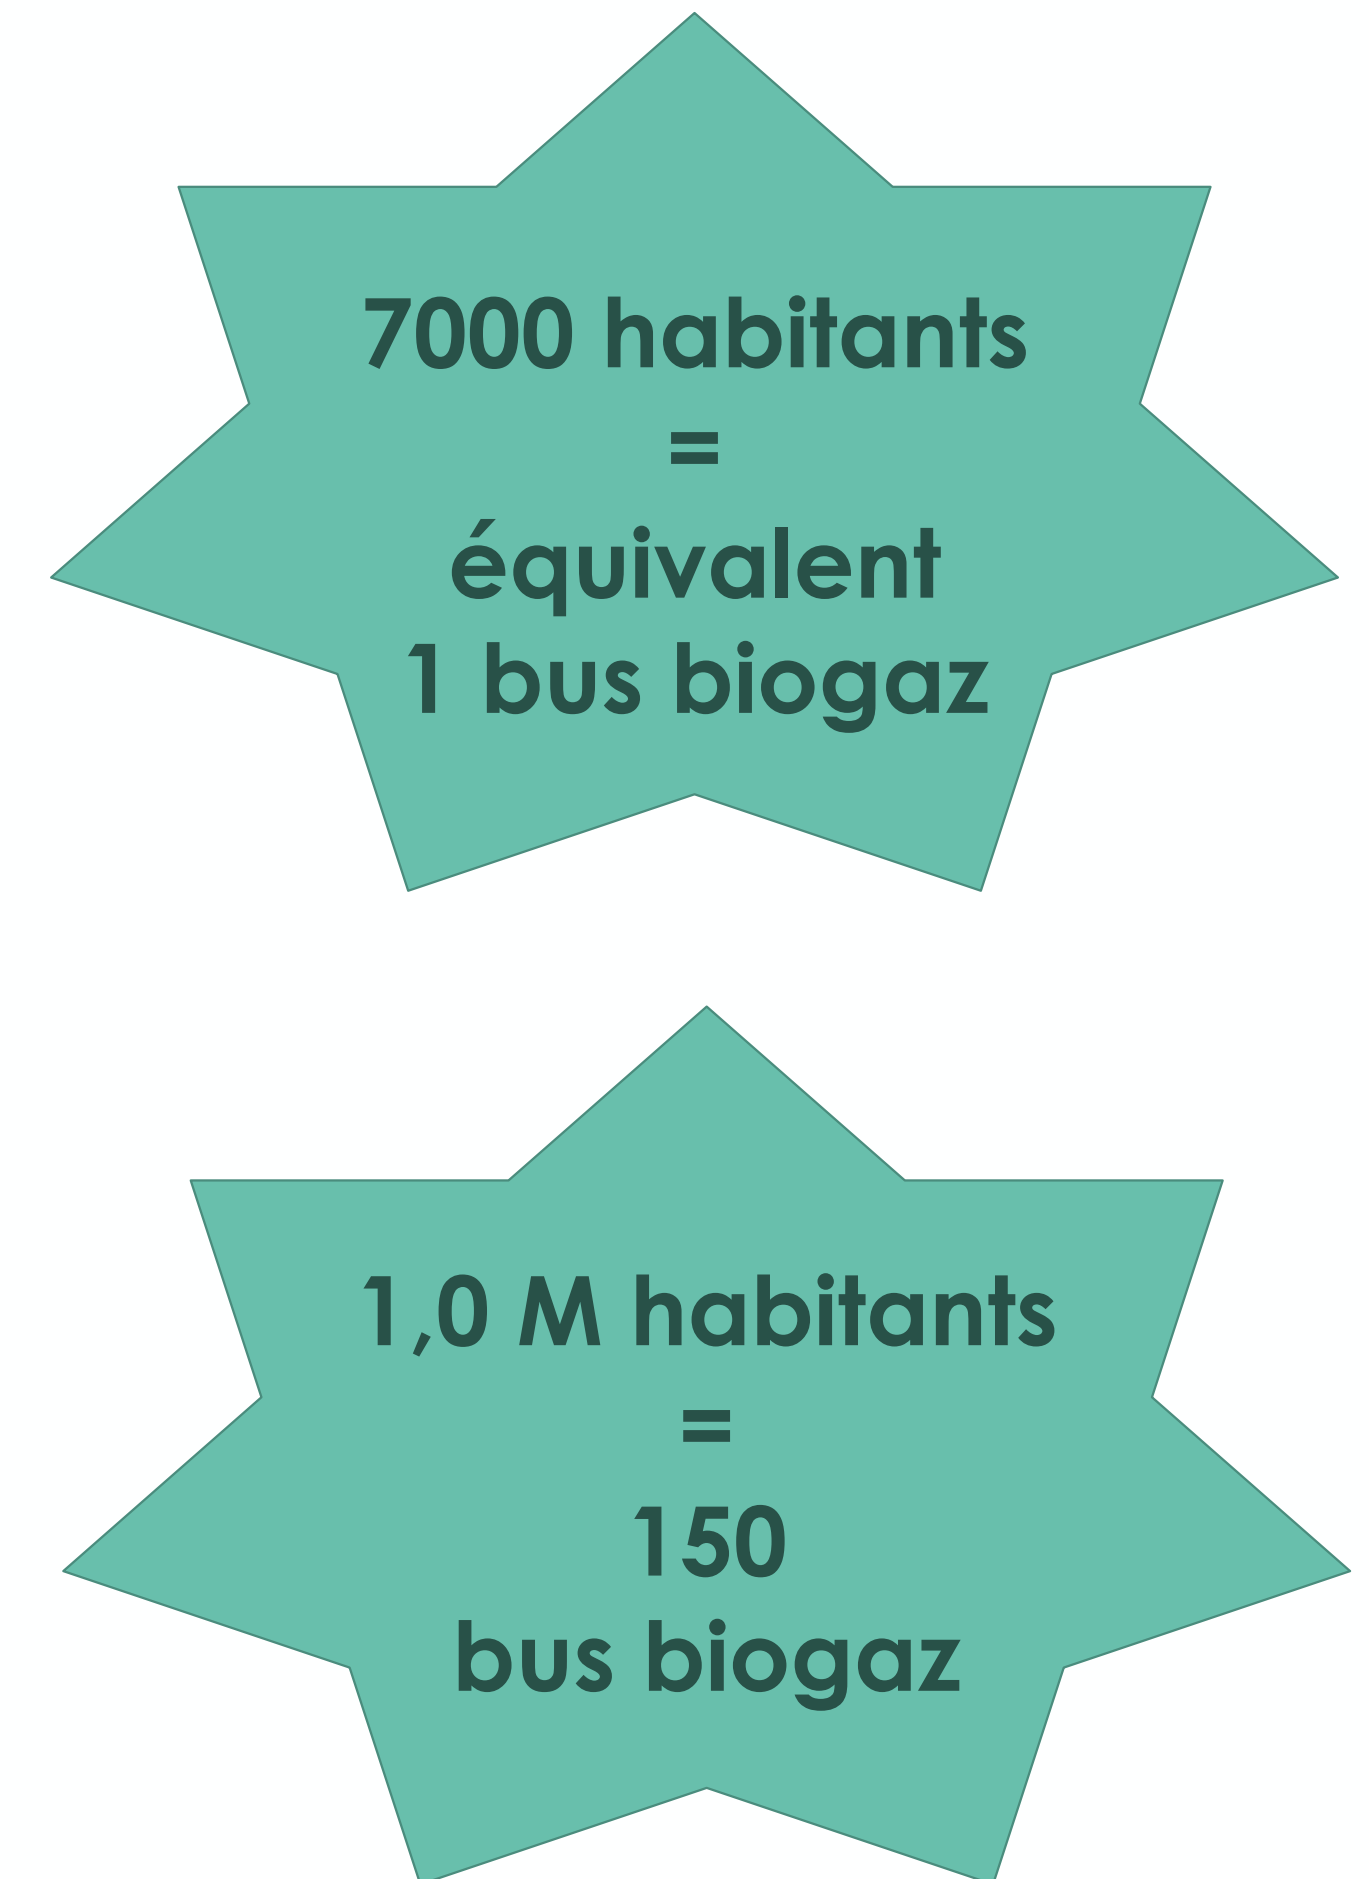 7000 habitants
=
équivalent
1 bus biogaz
1,0 M habitants
=
150
bus biogaz